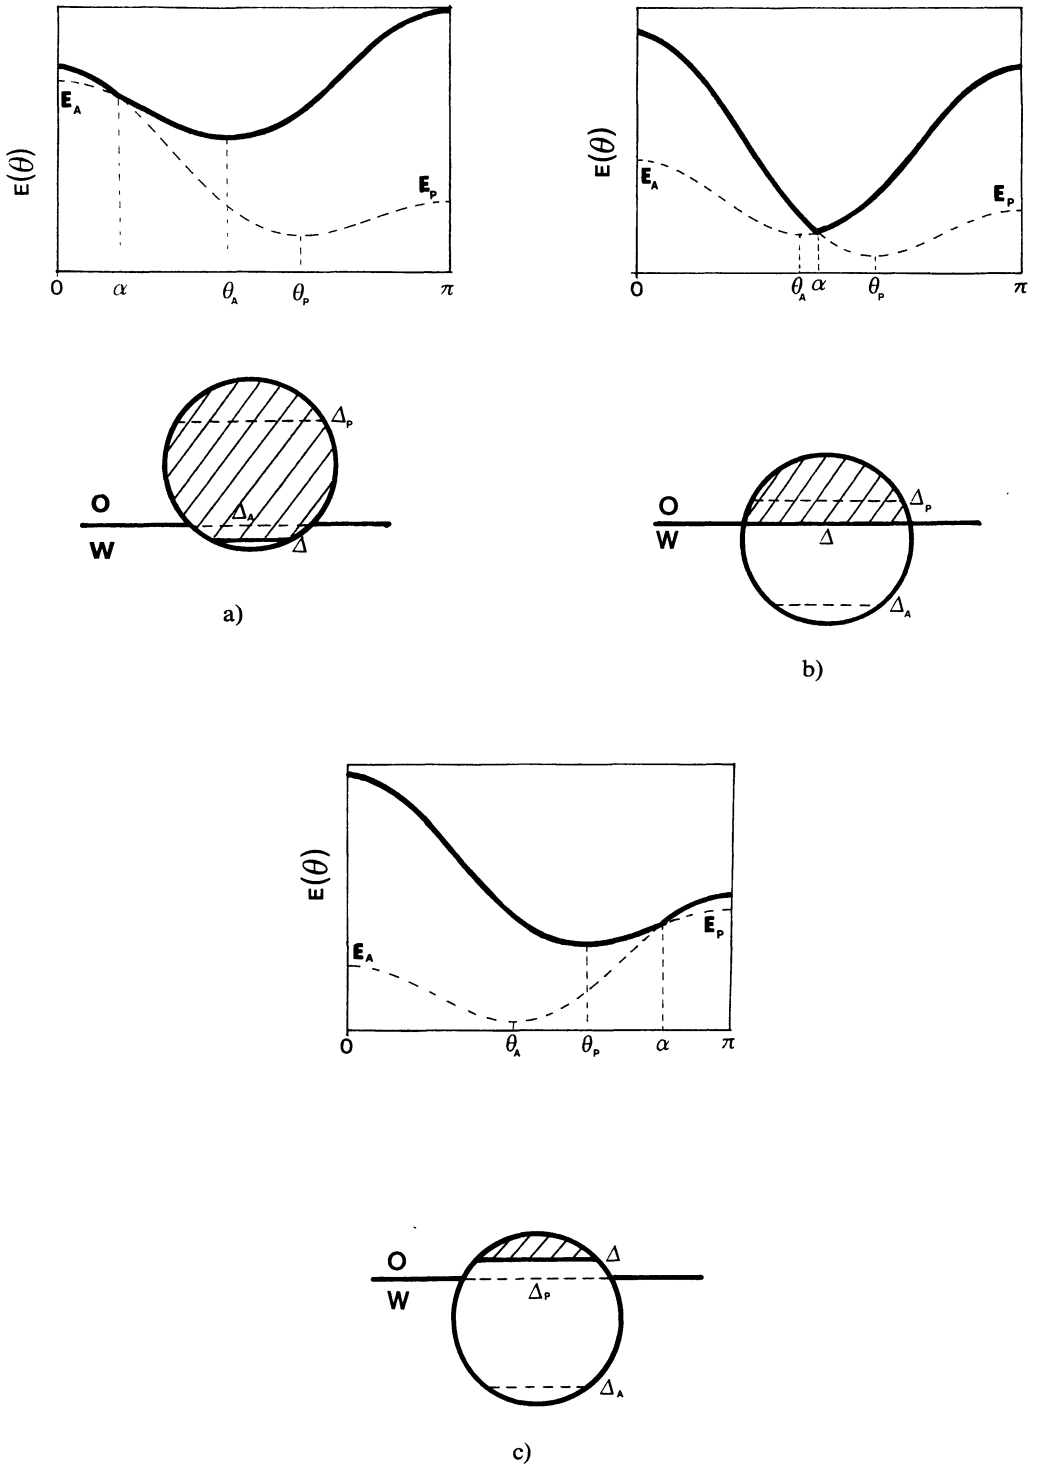 E(θ)
E_A
E_P
0 α θ_A θ_P π
E(θ)
E_A
E_P
0 θ_A α θ_P π
Δ_P
O
Δ_A
W
Δ
a)
O
Δ_P
W
Δ
Δ_A
b)
E(θ)
E_A
E_P
0 θ_A θ_P α π
O
Δ
W
Δ_P
Δ_A
c)